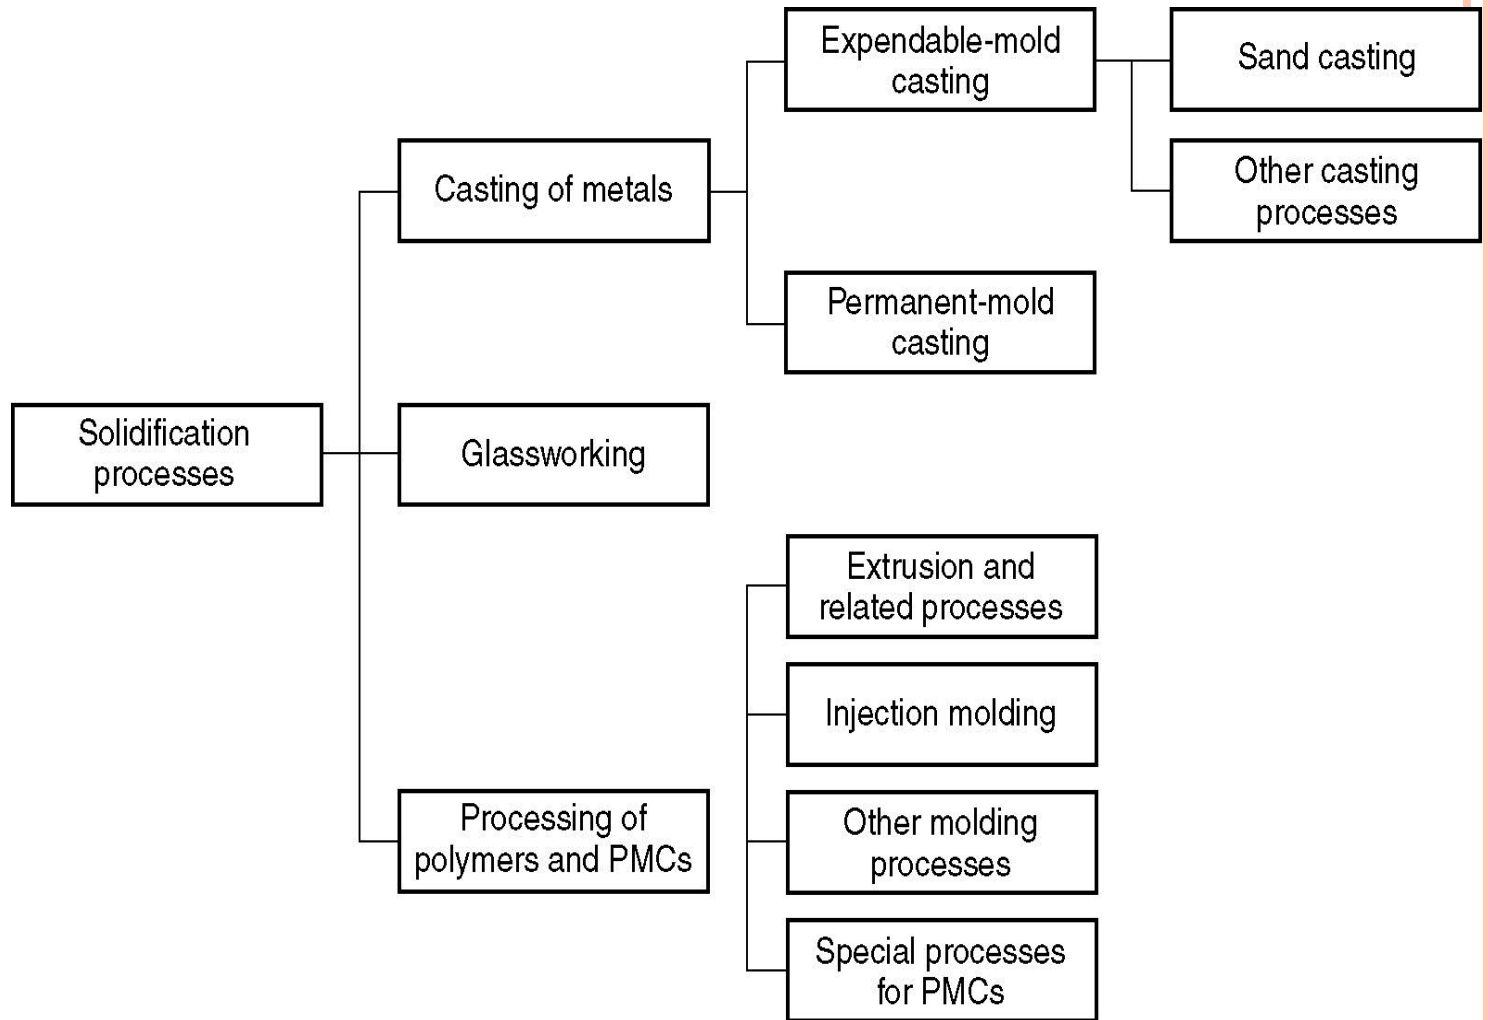 Expendable-mold
casting
Sand casting
Other casting
processes
Casting of metals
Permanent-mold
casting
Solidification
processes
Glassworking
Extrusion and
related processes
Injection molding
Processing of
polymers and PMCs
Other molding
processes
Special processes
for PMCs